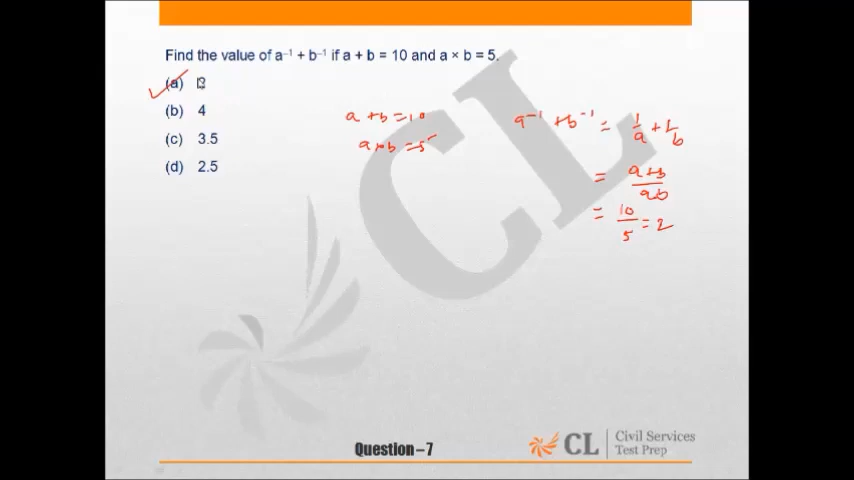 Find the value of a⁻¹ + b⁻¹ if a + b = 10 and a × b = 5.
(a)
(b) 4
(c) 3.5
(d) 2.5
a + b = 10
a × b = 5
a⁻¹ + b⁻¹ = 1/a + 1/b
= a+b/ab
= 10/5 = 2
CL
Question – 7
CL Civil Services
Test Prep